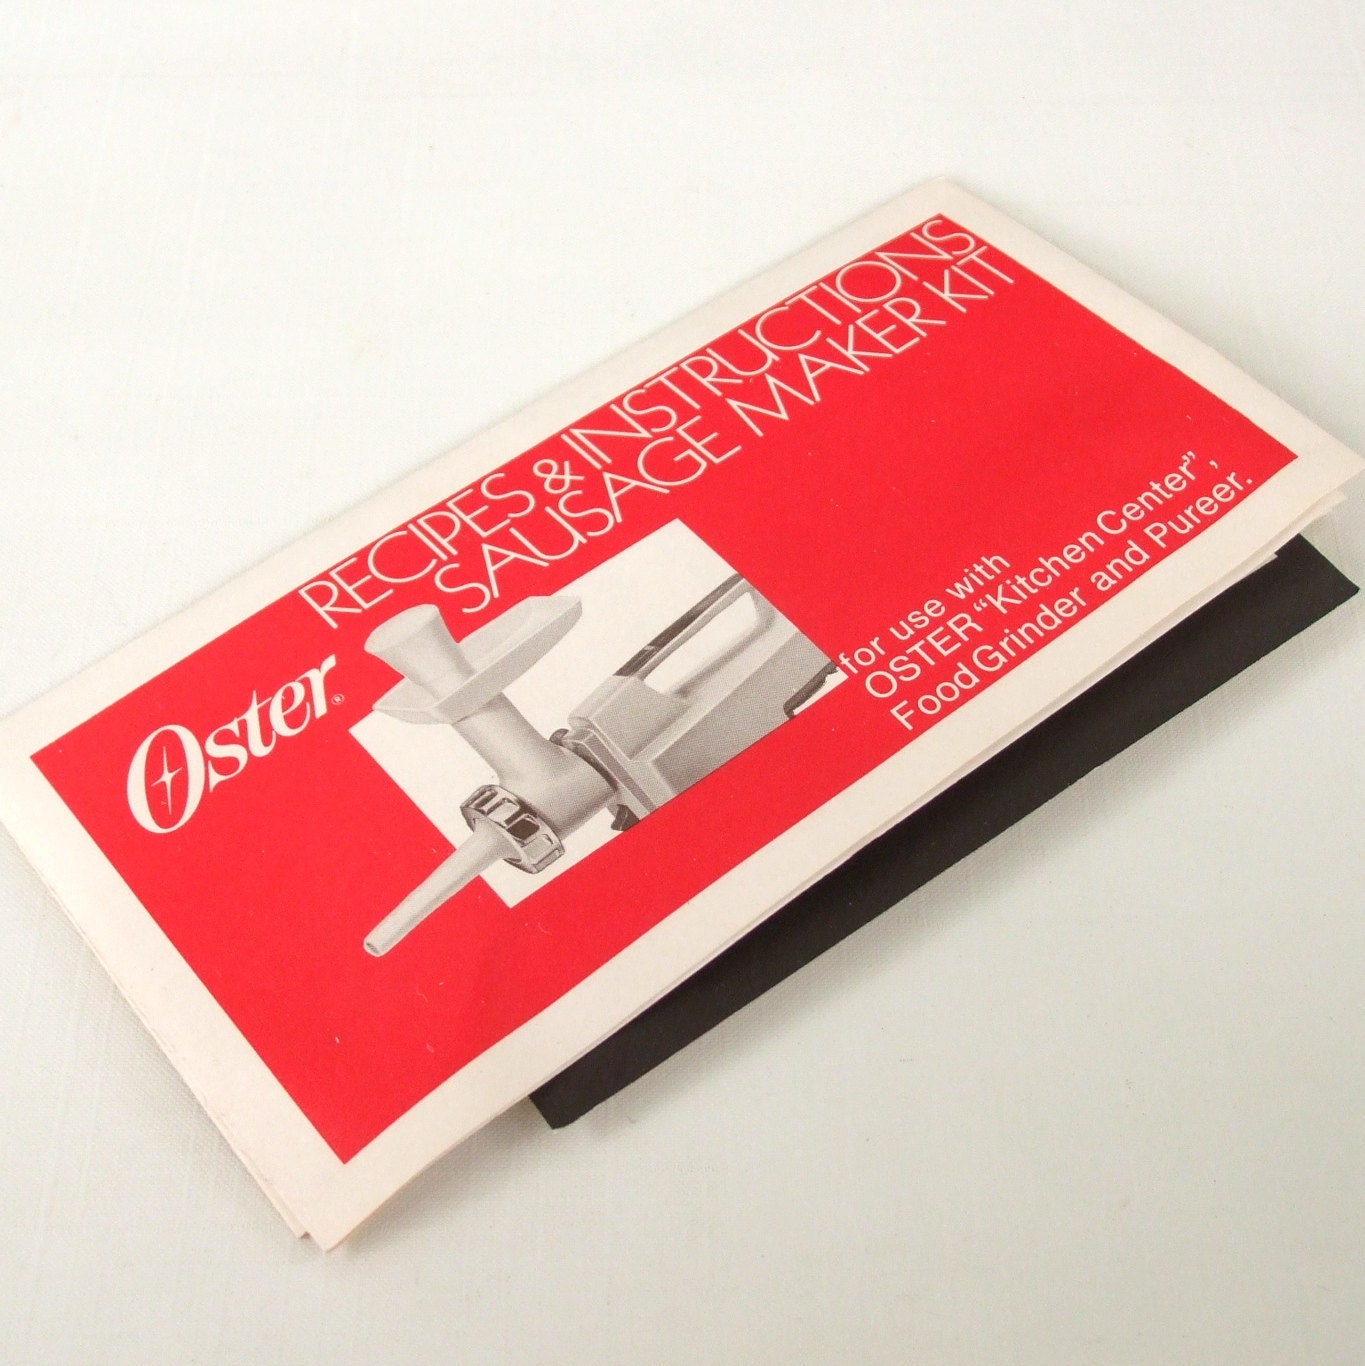 RECIPES & INSTRUCTIONS
SAUSAGE MAKER KIT
Oster®
for use with
OSTER “Kitchen Center”,
Food Grinder and Pureer.